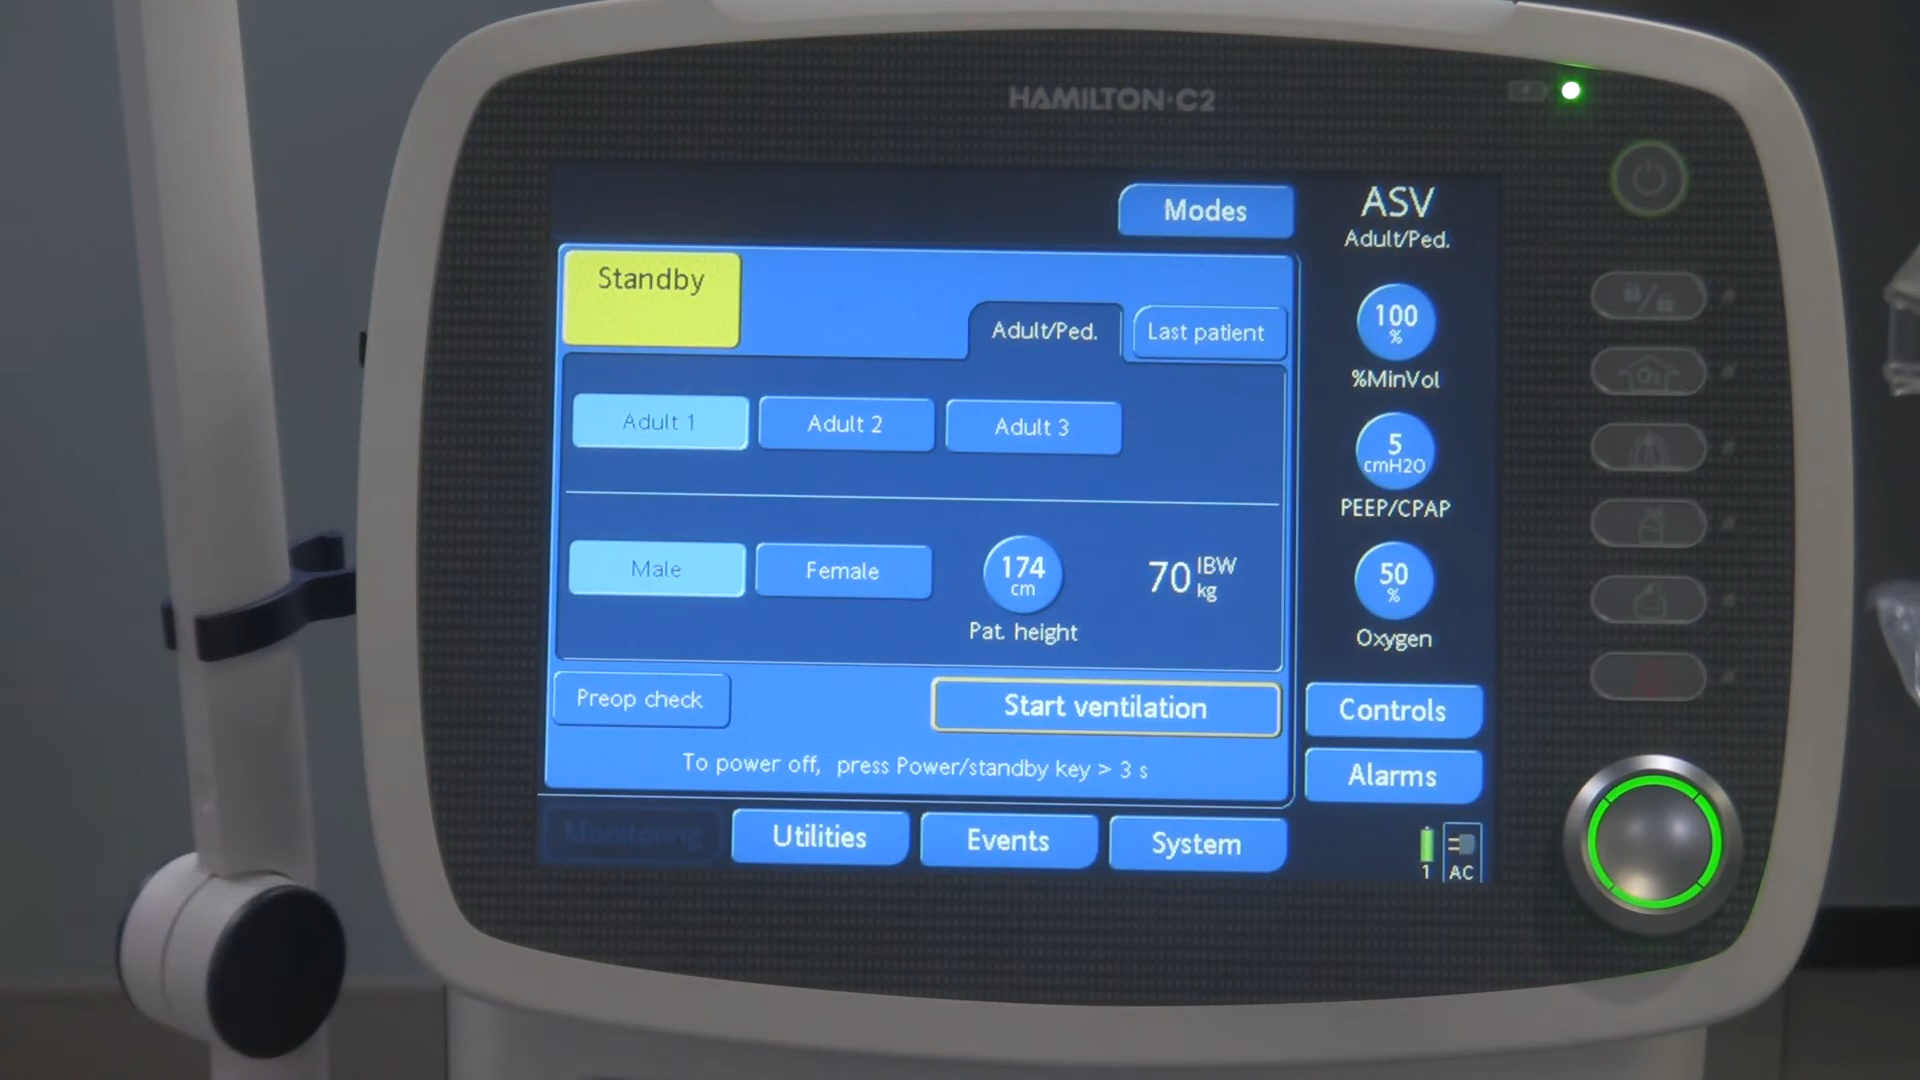 HAMILTON·C2
Modes
ASV
Adult/Ped.
Standby
Adult/Ped.
Last patient
100
%
%MinVol
Adult 1
Adult 2
Adult 3
5
cmH2O
PEEP/CPAP
Male
Female
174
cm
Pat. height
70 IBW
kg
50
%
Oxygen
Preop check
Start ventilation
Controls
To power off, press Power/standby key > 3 s
Alarms
Monitoring
Utilities
Events
System
1
AC
O2